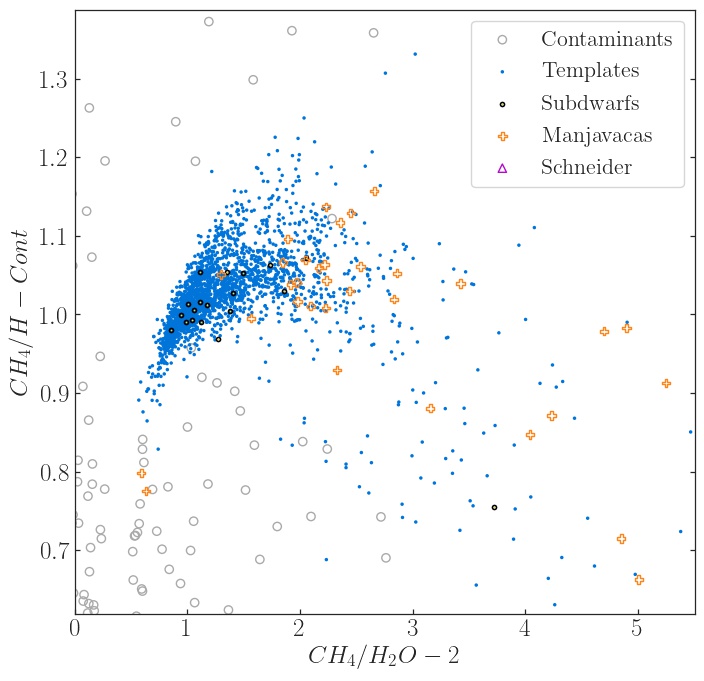 Contaminants
Templates
Subdwarfs
Manjavacas
Schneider
1.3
1.2
1.1
1.0
0.9
0.8
0.7
CH₄/H − Cont
0 1 2 3 4 5
CH₄/H₂O − 2